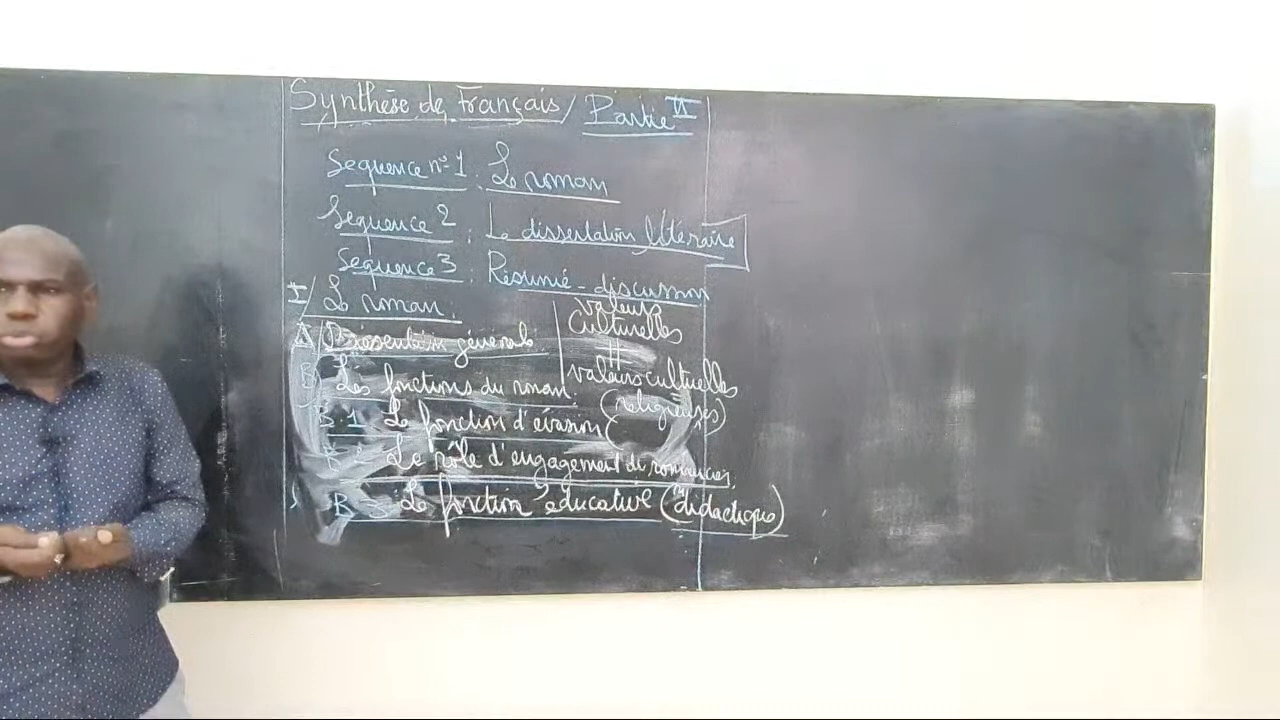 Synthèse de Français / Partie II
Sequence n°1 : Le roman
Sequence 2 : La dissertation littéraire
Sequence 3 : Résumé - discussion
I/ Le roman.
A/ Présentation générale.
valeurs
Culturelles
valeurs culturelles
(religieuses)
B/ Les fonctions du roman.
B.1 La fonction d'évasion
B.2 Le rôle d'engagement du romancier.
B.3 La fonction éducative (didactique)